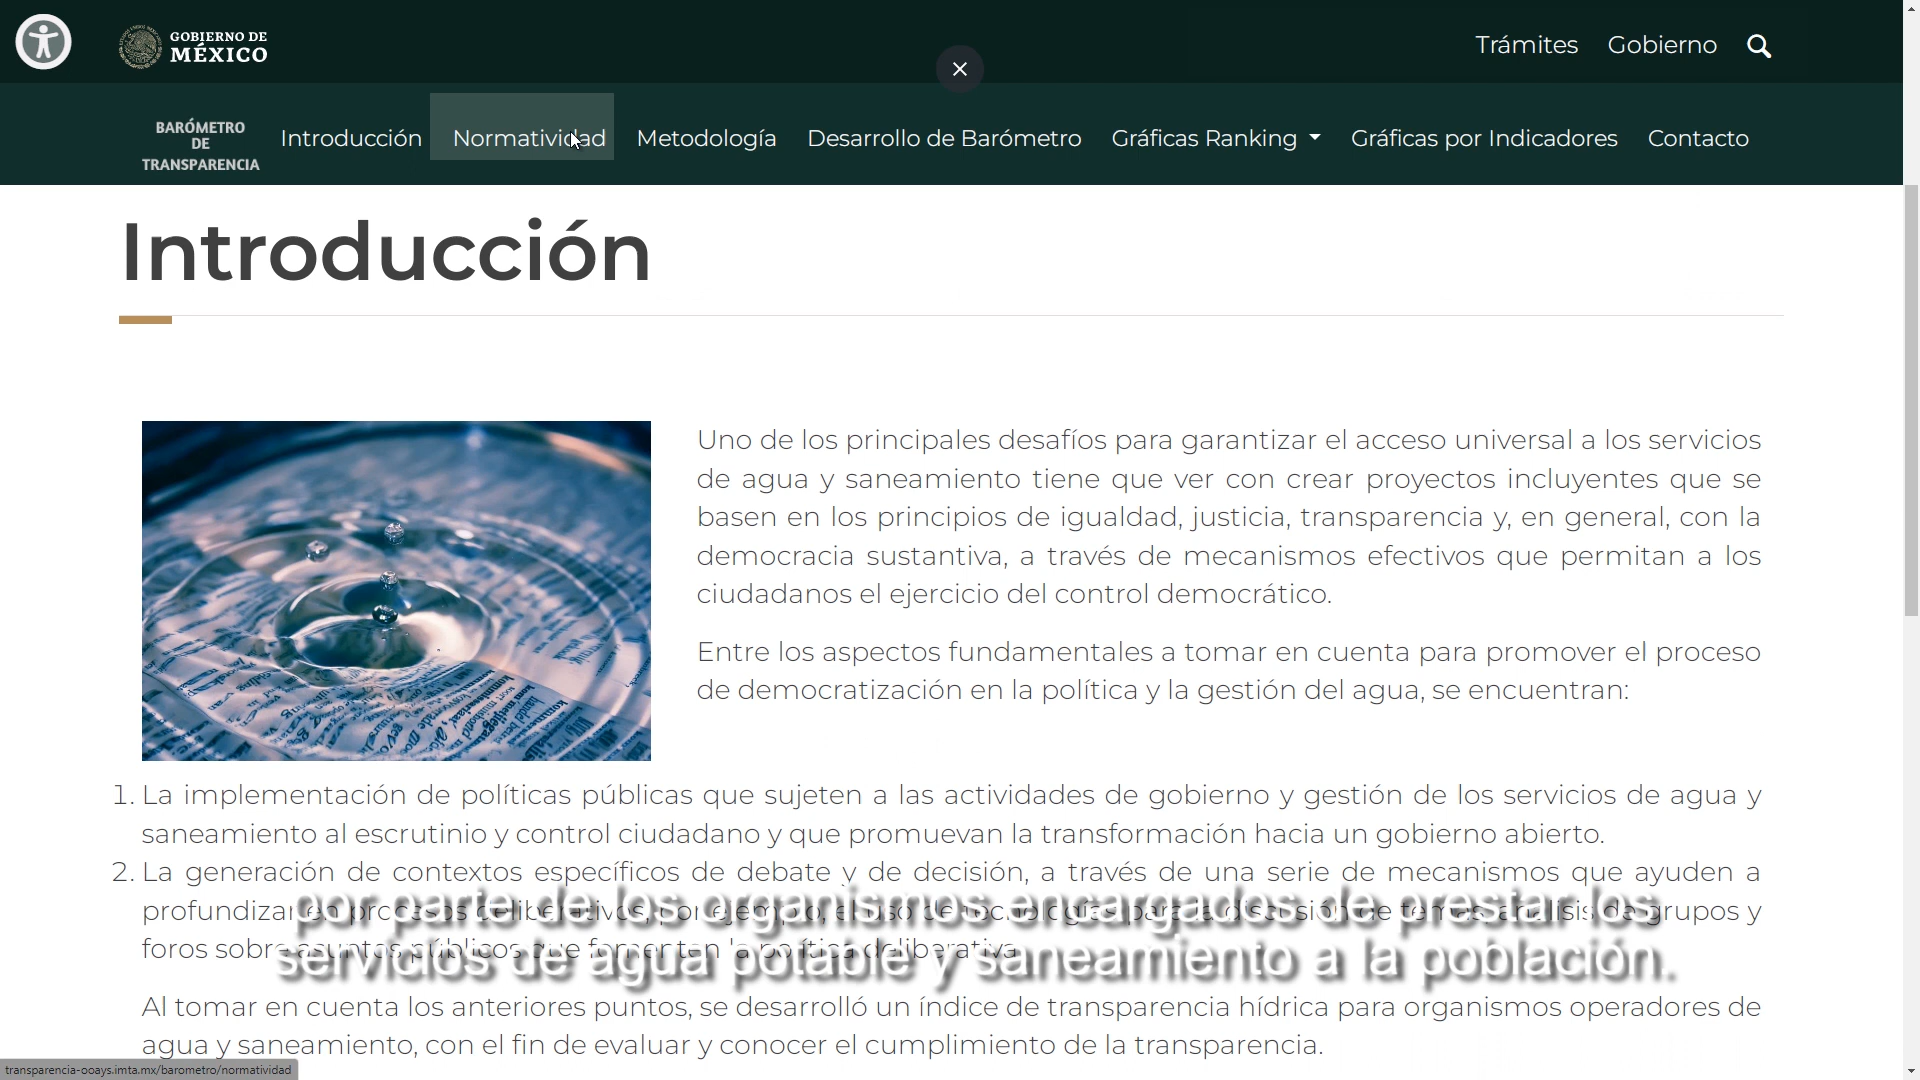 GOBIERNO DE
MÉXICO
Trámites Gobierno
BARÓMETRO
DE
TRANSPARENCIA
Introducción Normatividad Metodología Desarrollo de Barómetro Gráficas Ranking Gráficas por Indicadores Contacto
Introducción
Uno de los principales desafíos para garantizar el acceso universal a los servicios
de agua y saneamiento tiene que ver con crear proyectos incluyentes que se
basen en los principios de igualdad, justicia, transparencia y, en general, con la
democracia sustantiva, a través de mecanismos efectivos que permitan a los
ciudadanos el ejercicio del control democrático.
Entre los aspectos fundamentales a tomar en cuenta para promover el proceso
de democratización en la política y la gestión del agua, se encuentran:
1. La implementación de políticas públicas que sujeten a las actividades de gobierno y gestión de los servicios de agua y
saneamiento al escrutinio y control ciudadano y que promuevan la transformación hacia un gobierno abierto.
2. La generación de contextos específicos de debate y de decisión, a través de una serie de mecanismos que ayuden a
profundizar en procesos deliberativos, por ejemplo, el uso de tecnologías para la discusión de temas, análisis de grupos y
foros sobre asuntos públicos que fomenten la política deliberativa.
por parte de los organismos encargados de prestar los
servicios de agua potable y saneamiento a la población.
Al tomar en cuenta los anteriores puntos, se desarrolló un índice de transparencia hídrica para organismos operadores de
agua y saneamiento, con el fin de evaluar y conocer el cumplimiento de la transparencia.
transparencia-ooays.imta.mx/barometro/normatividad